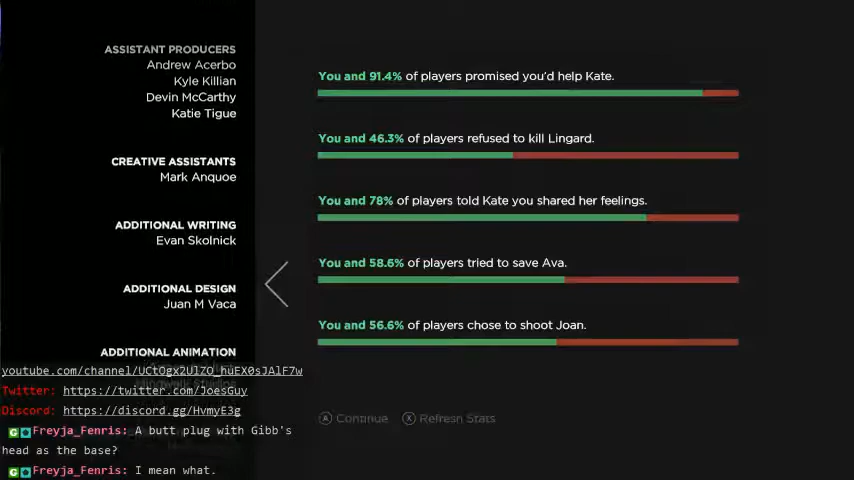 ASSISTANT PRODUCERS
Andrew Acerbo
Kyle Killian
Devin McCarthy
Katie Tigue
CREATIVE ASSISTANTS
Mark Anquoe
ADDITIONAL WRITING
Evan Skolnick
ADDITIONAL DESIGN
Juan M Vaca
ADDITIONAL ANIMATION
Mindwalk Studios
youtube.com/channel/UCtOgx2UlZO_huEX0sJAlF7w
Twitter: https://twitter.com/JoesGuy
Discord: https://discord.gg/HvmyE3g
G Freyja_Fenris: A butt plug with Gibb's
head as the base?
G Freyja_Fenris: I mean what.
You and 91.4% of players promised you'd help Kate.
You and 46.3% of players refused to kill Lingard.
You and 78% of players told Kate you shared her feelings.
You and 58.6% of players tried to save Ava.
You and 56.6% of players chose to shoot Joan.
A Continue X Refresh Stats